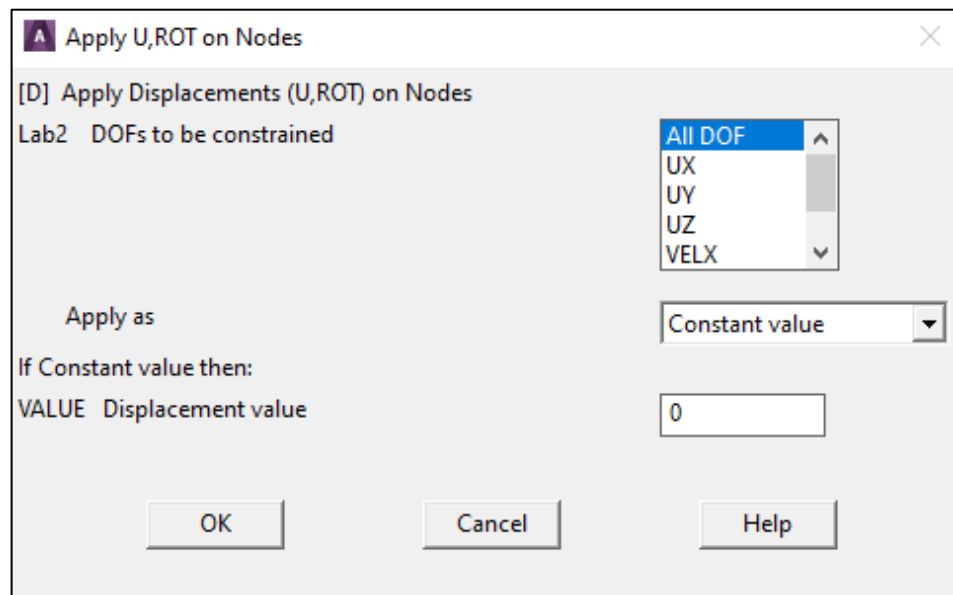 A Apply U,ROT on Nodes
[D] Apply Displacements (U,ROT) on Nodes
Lab2 DOFs to be constrained
All DOF
UX
UY
UZ
VELX
Apply as
Constant value
If Constant value then:
VALUE Displacement value
0
OK
Cancel
Help